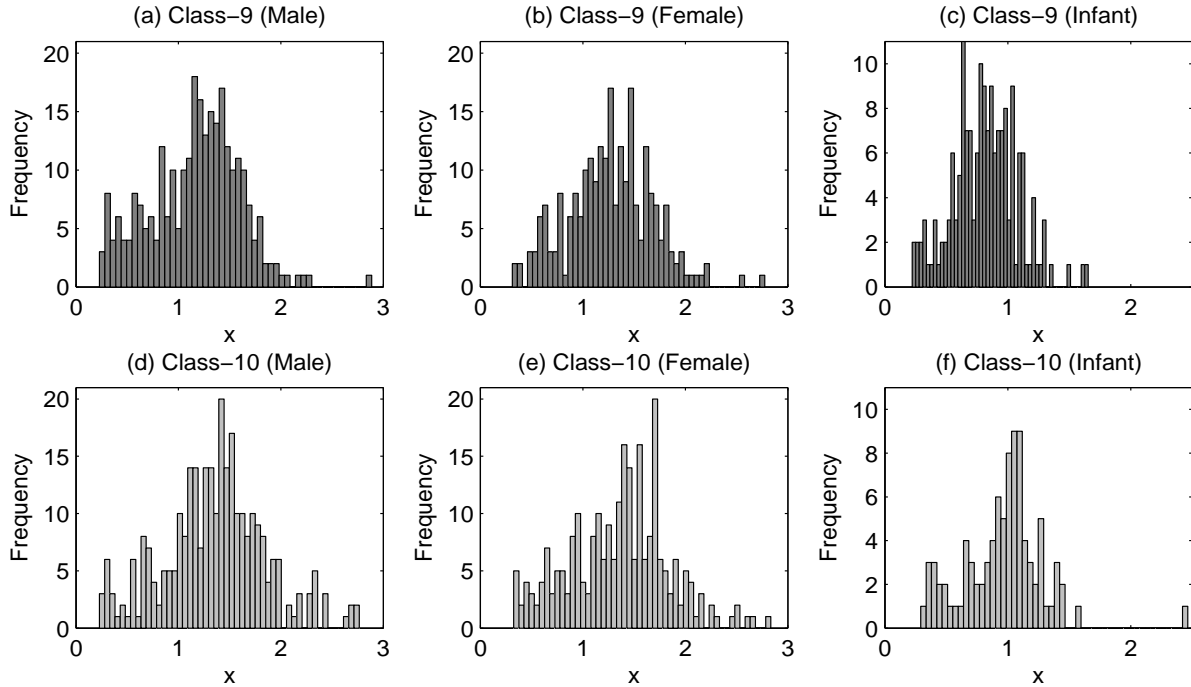 (a) Class−9 (Male)
Frequency
20
15
10
5
0
0 1 2 3
x
(b) Class−9 (Female)
Frequency
20
15
10
5
0
0 1 2 3
x
(c) Class−9 (Infant)
Frequency
10
8
6
4
2
0
0 1 2
x
(d) Class−10 (Male)
Frequency
20
15
10
5
0
0 1 2 3
x
(e) Class−10 (Female)
Frequency
20
15
10
5
0
0 1 2 3
x
(f) Class−10 (Infant)
Frequency
10
8
6
4
2
0
0 1 2
x